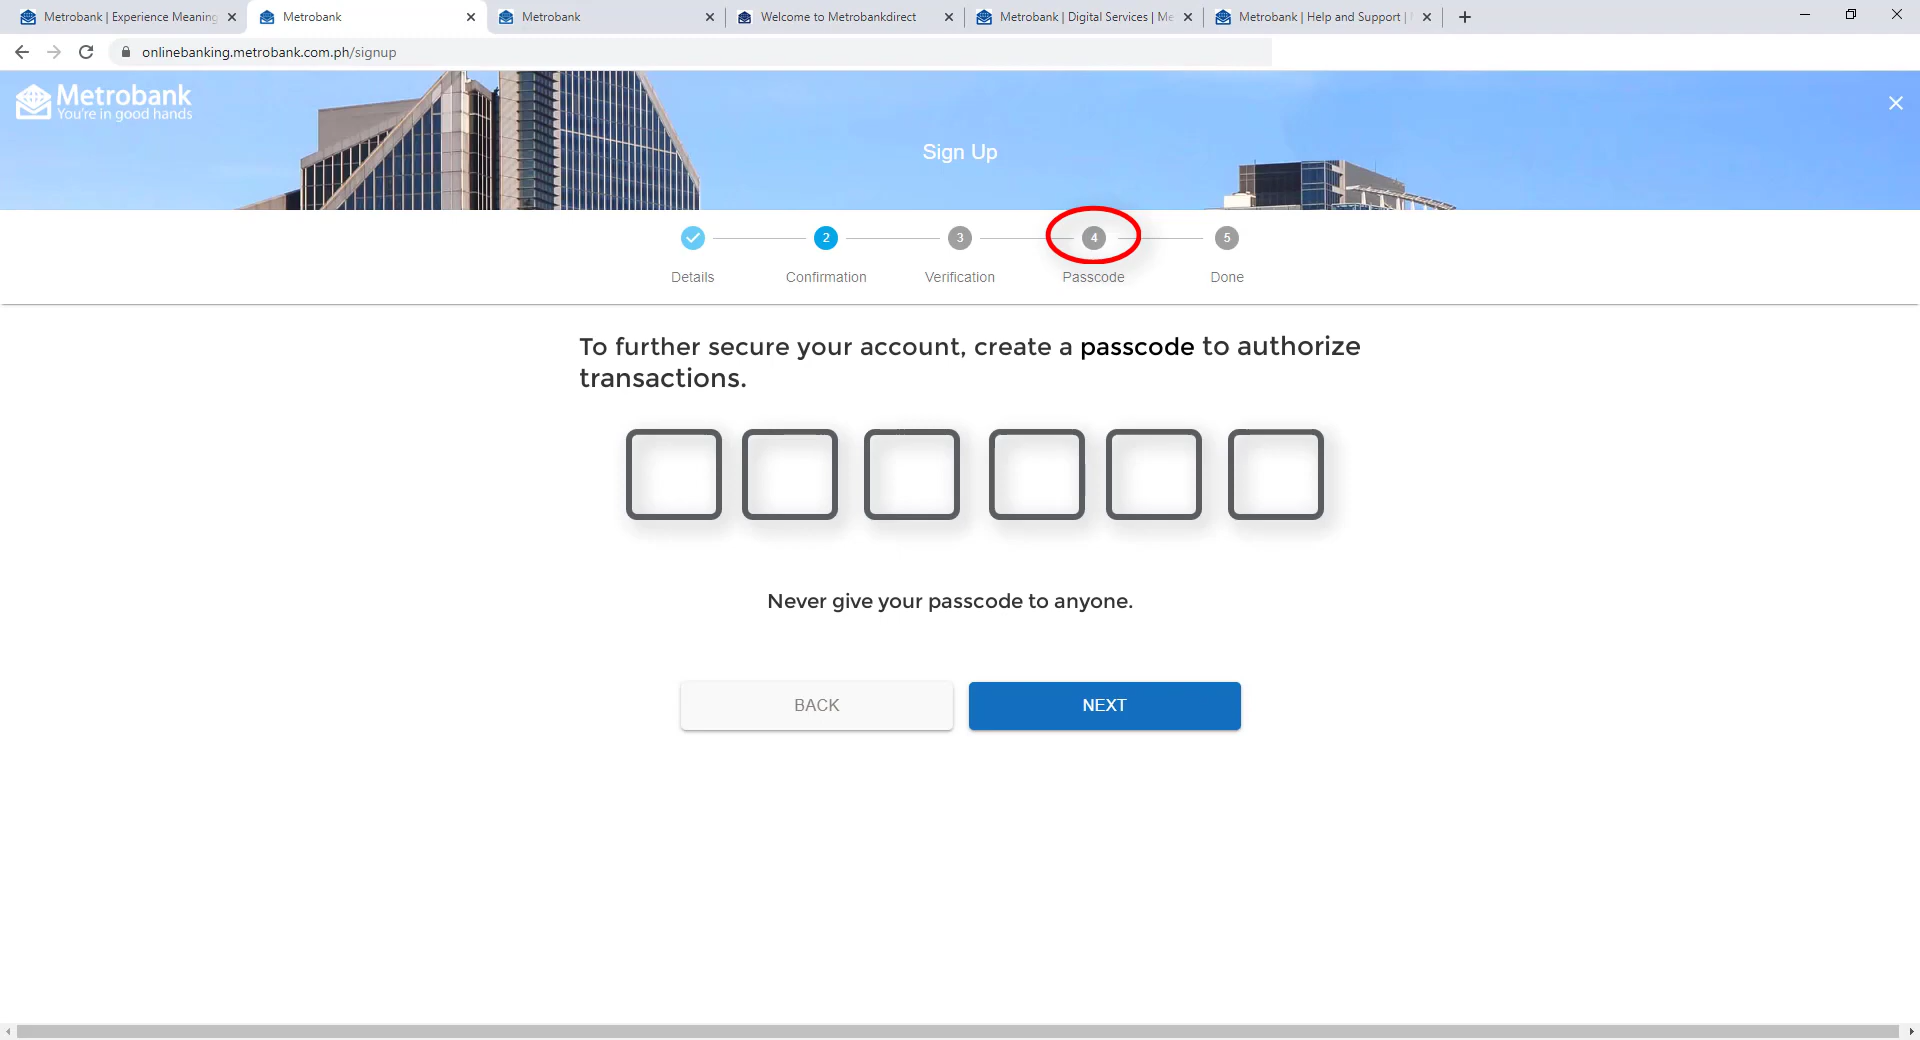 Metrobank | Experience Meaning
Metrobank
Metrobank
Welcome to Metrobankdirect
Metrobank | Digital Services | Me
Metrobank | Help and Support |
onlinebanking.metrobank.com.ph/signup
Metrobank
You're in good hands
Sign Up
2
3
4
5
Details
Confirmation
Verification
Passcode
Done
To further secure your account, create a passcode to authorize
transactions.
Never give your passcode to anyone.
BACK
NEXT